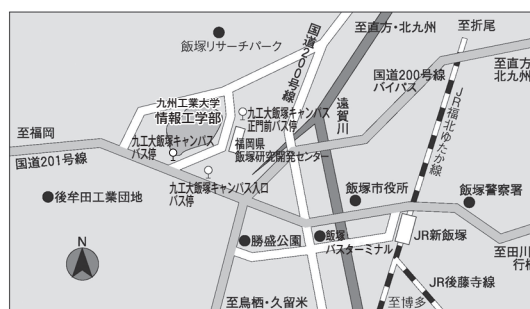 飯塚リサーチパーク
国道200号線
至直方・北九州
至折尾
九州工業大学
情報工学部
九工大飯塚キャンパス
正門前バス停
遠賀川
国道200号線
バイパス
至直方
北九州
JR福北ゆたか線
至福岡
九工大飯塚キャンパス
バス停
福岡県
飯塚研究開発センター
国道201号線
九工大飯塚キャンパス入口
バス停
飯塚市役所
飯塚警察署
後牟田工業団地
N
勝盛公園
飯塚
バスターミナル
JR新飯塚
至田川
行橋
JR後藤寺線
至鳥栖・久留米
至博多